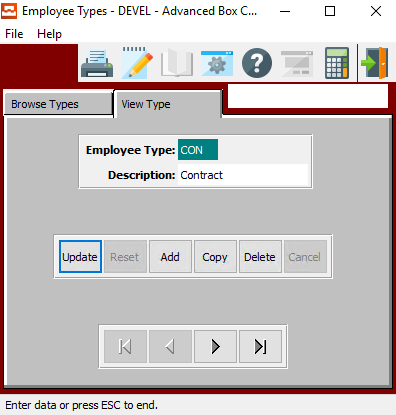 Employee Types - DEVEL - Advanced Box C...
File Help
Browse Types View Type
Employee Type: CON
Description: Contract
Update Reset Add Copy Delete Cancel
Enter data or press ESC to end.